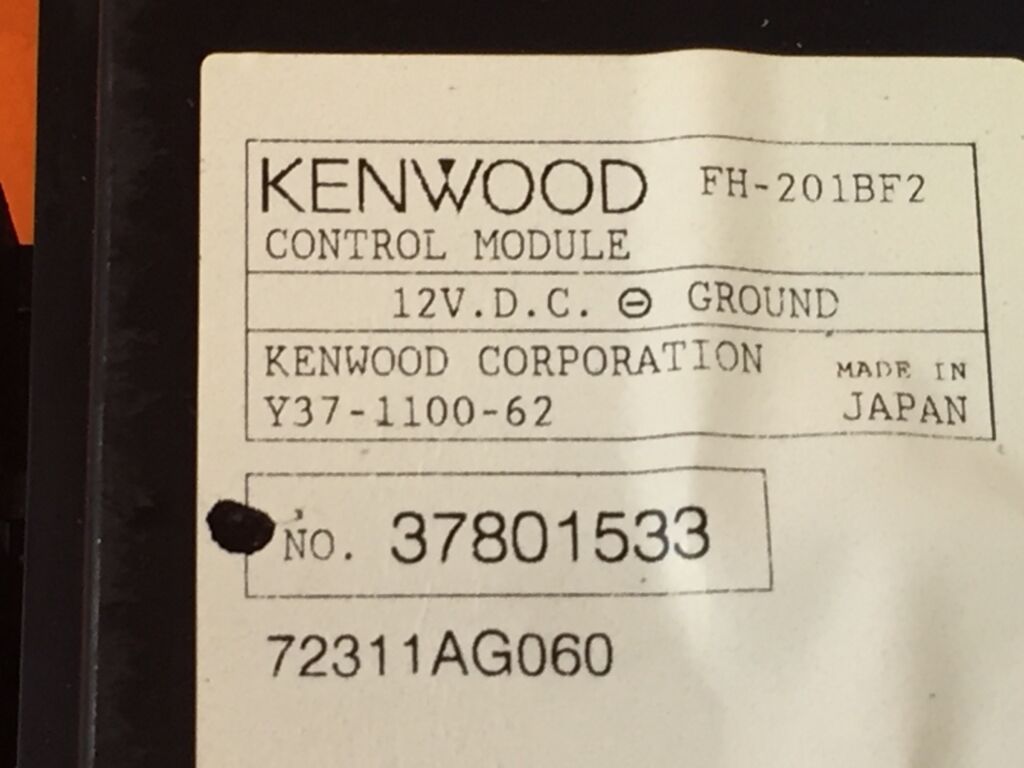 KENWOOD FH-201BF2
CONTROL MODULE
12V.D.C. ⊖ GROUND
KENWOOD CORPORATION
Y37-1100-62
MADE IN
JAPAN
NO. 37801533
72311AG060